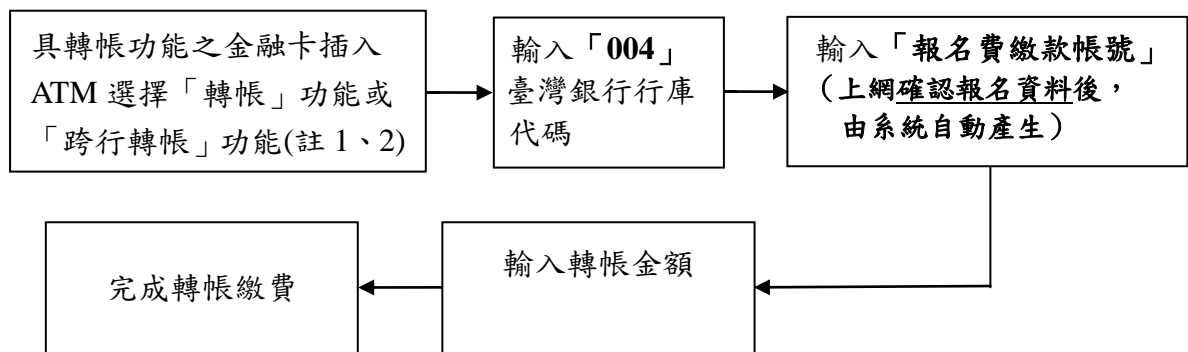 具轉帳功能之金融卡插入
ATM 選擇「轉帳」功能或
「跨行轉帳」功能(註 1、2)
輸入「004」
臺灣銀行行庫
代碼
輸入「報名費繳款帳號」
(上網確認報名資料後，
由系統自動產生)
輸入轉帳金額
完成轉帳繳費